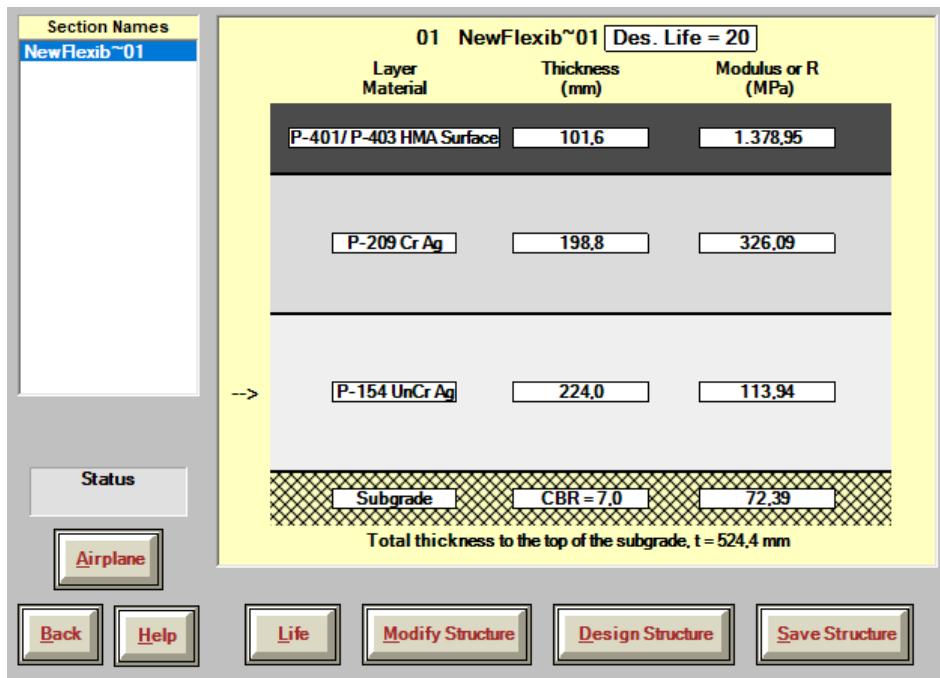 Section Names
NewFlexib~01
01 NewFlexib~01 Des. Life = 20
Layer Material
Thickness (mm)
Modulus or R (MPa)
P-401/ P-403 HMA Surface 101,6 1.378,95
P-209 Cr Ag 198,8 326,09
--> P-154 UnCr Ag 224,0 113,94
Subgrade CBR = 7,0 72,39
Total thickness to the top of the subgrade, t = 524,4 mm
Status
Airplane
Back Help Life Modify Structure Design Structure Save Structure